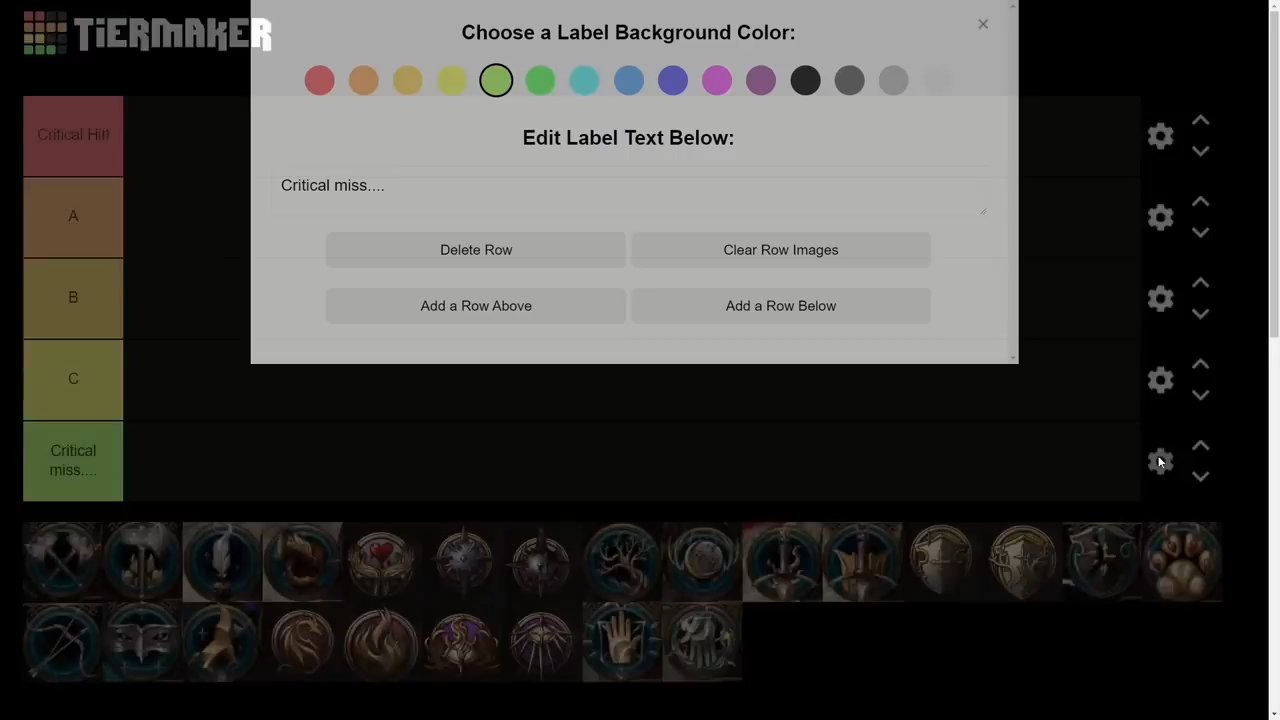 TIERMAKER
Choose a Label Background Color:
×
Edit Label Text Below:
Critical miss....
Delete Row
Clear Row Images
Add a Row Above
Add a Row Below
Critical Hit!
A
B
C
Critical
miss....